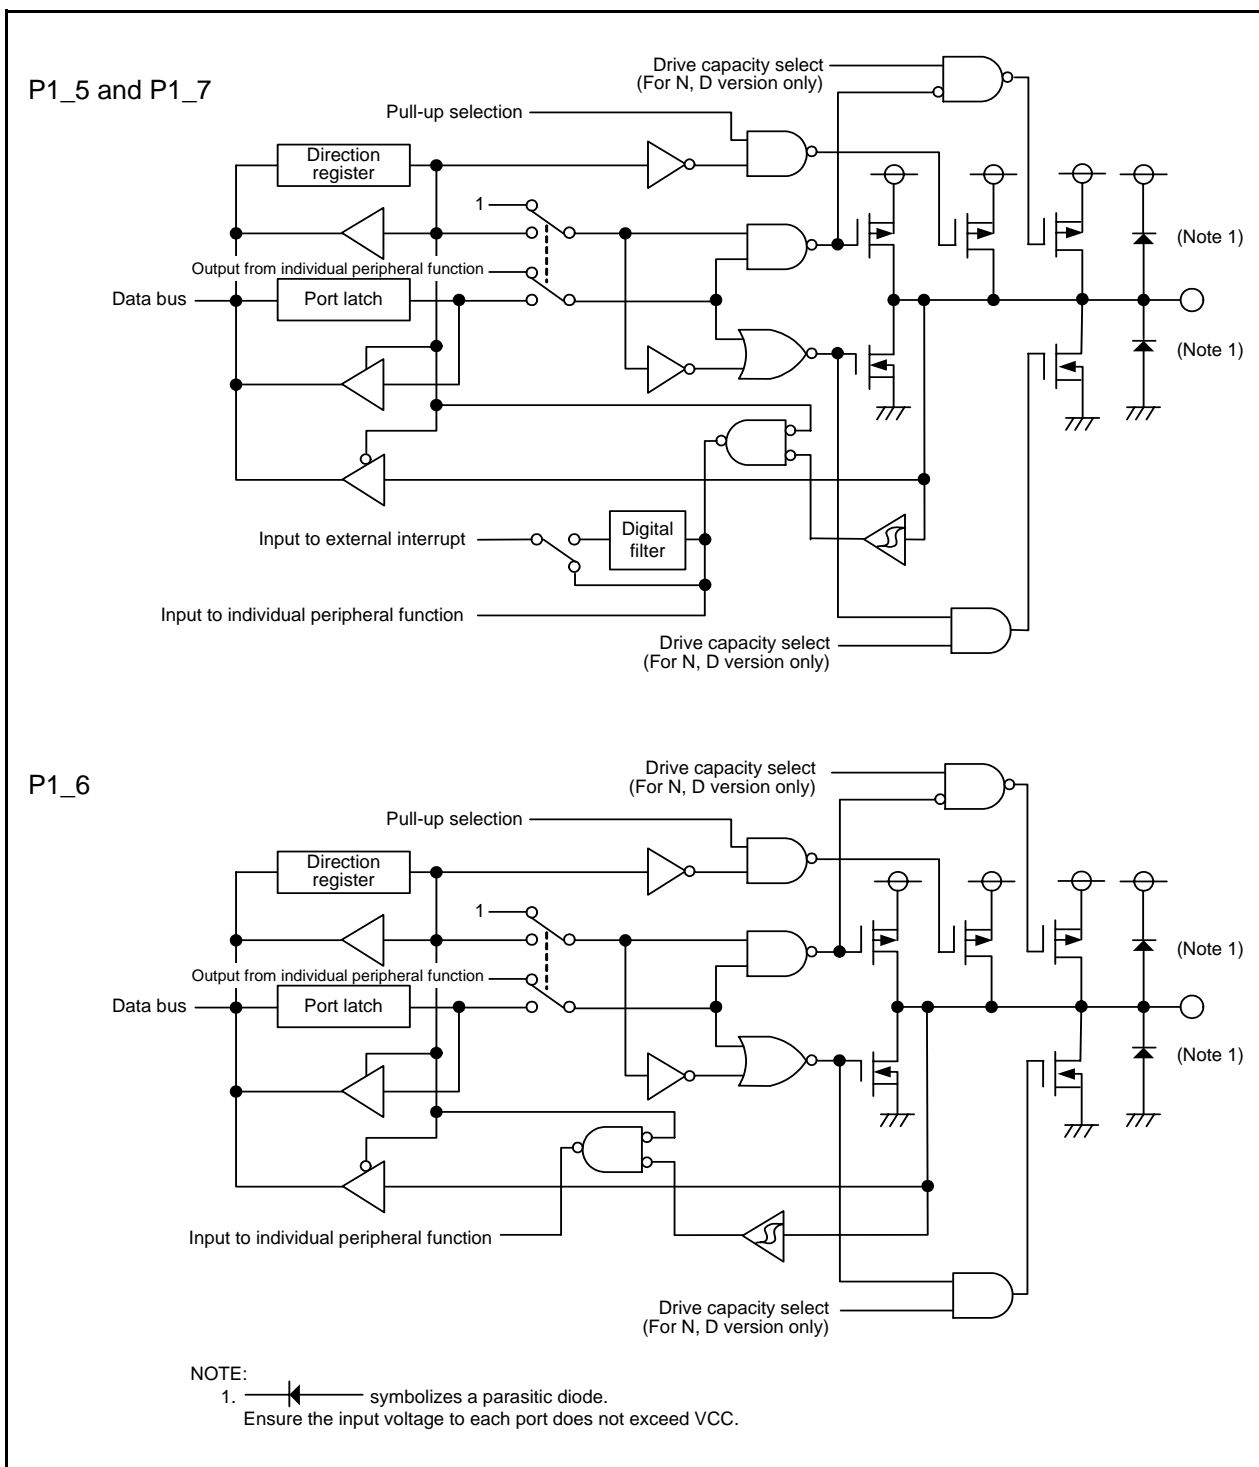 P1_5 and P1_7
Drive capacity select
(For N, D version only)
Pull-up selection
Direction
register
1
Output from individual peripheral function
Data bus
Port latch
(Note 1)
(Note 1)
Digital
filter
Input to external interrupt
Input to individual peripheral function
Drive capacity select
(For N, D version only)
P1_6
Drive capacity select
(For N, D version only)
Pull-up selection
Direction
register
1
Output from individual peripheral function
Data bus
Port latch
(Note 1)
(Note 1)
Input to individual peripheral function
Drive capacity select
(For N, D version only)
NOTE:
1. symbolizes a parasitic diode.
Ensure the input voltage to each port does not exceed VCC.